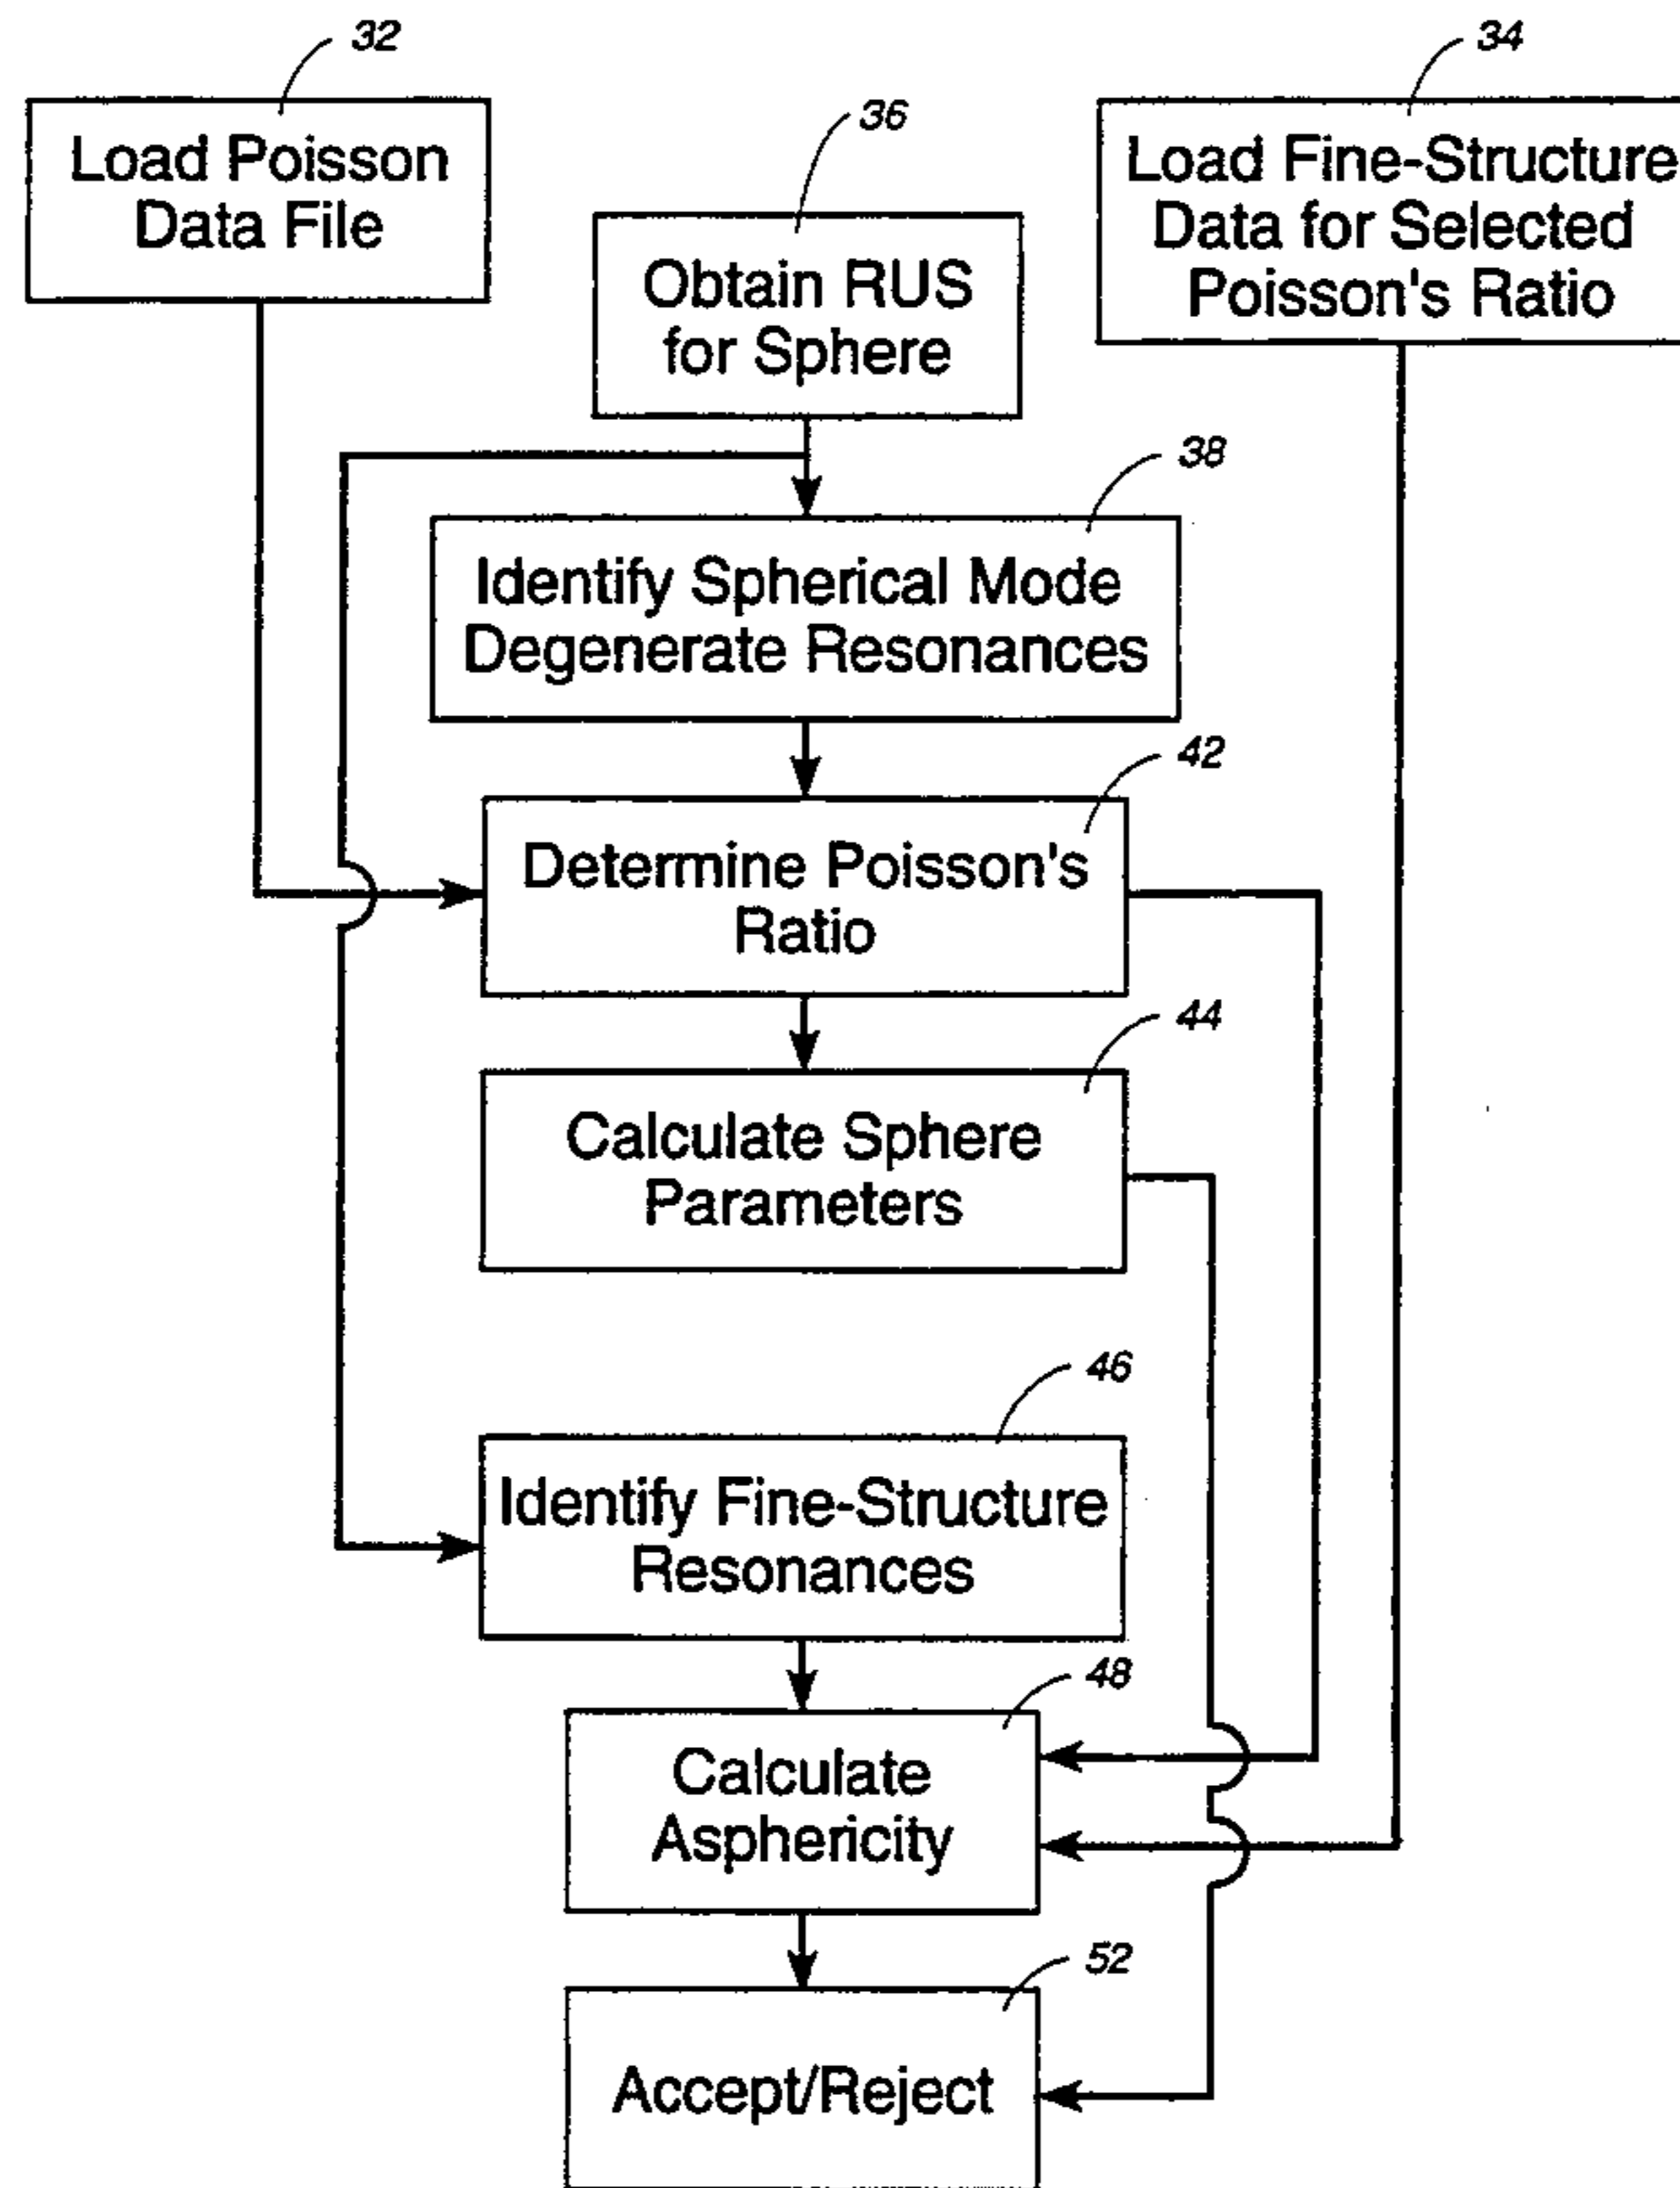 32
Load Poisson
Data File
34
Load Fine-Structure
Data for Selected
Poisson's Ratio
36
Obtain RUS
for Sphere
38
Identify Spherical Mode
Degenerate Resonances
42
Determine Poisson's
Ratio
44
Calculate Sphere
Parameters
46
Identify Fine-Structure
Resonances
48
Calculate
Asphericity
52
Accept/Reject